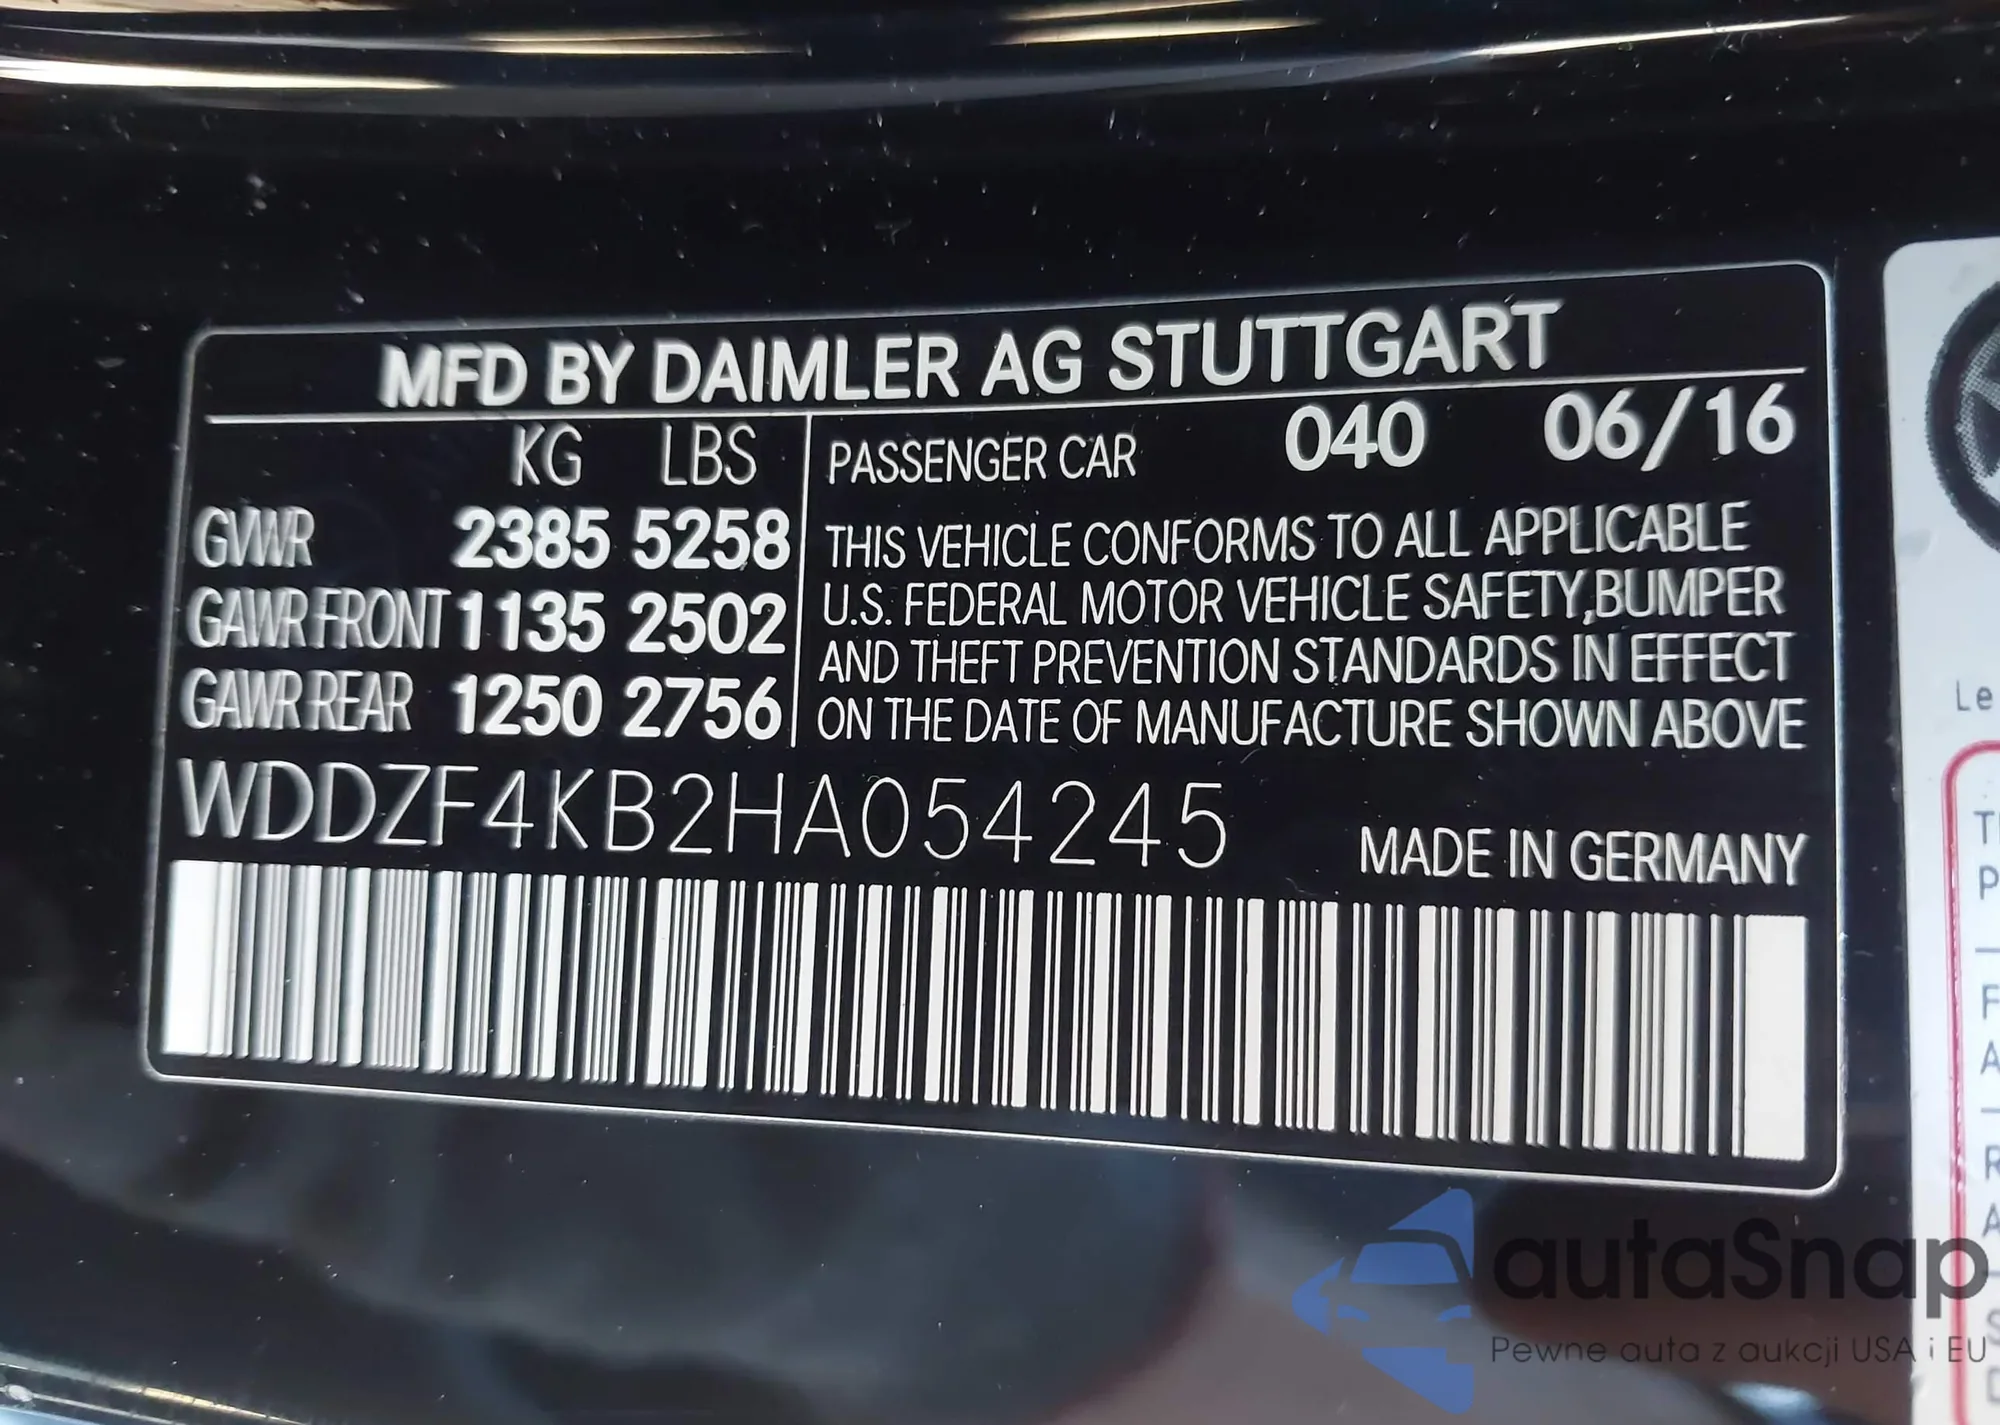 MFD BY DAIMLER AG STUTTGART
KG LBS
GVWR 2385 5258
GAWR FRONT 1135 2502
GAWR REAR 1250 2756
PASSENGER CAR 040 06/16
THIS VEHICLE CONFORMS TO ALL APPLICABLE
U.S. FEDERAL MOTOR VEHICLE SAFETY,BUMPER
AND THEFT PREVENTION STANDARDS IN EFFECT
ON THE DATE OF MANUFACTURE SHOWN ABOVE
WDDZF4KB2HA054245
MADE IN GERMANY
Le
autaSnap
Pewne auta z aukcji USA i EU